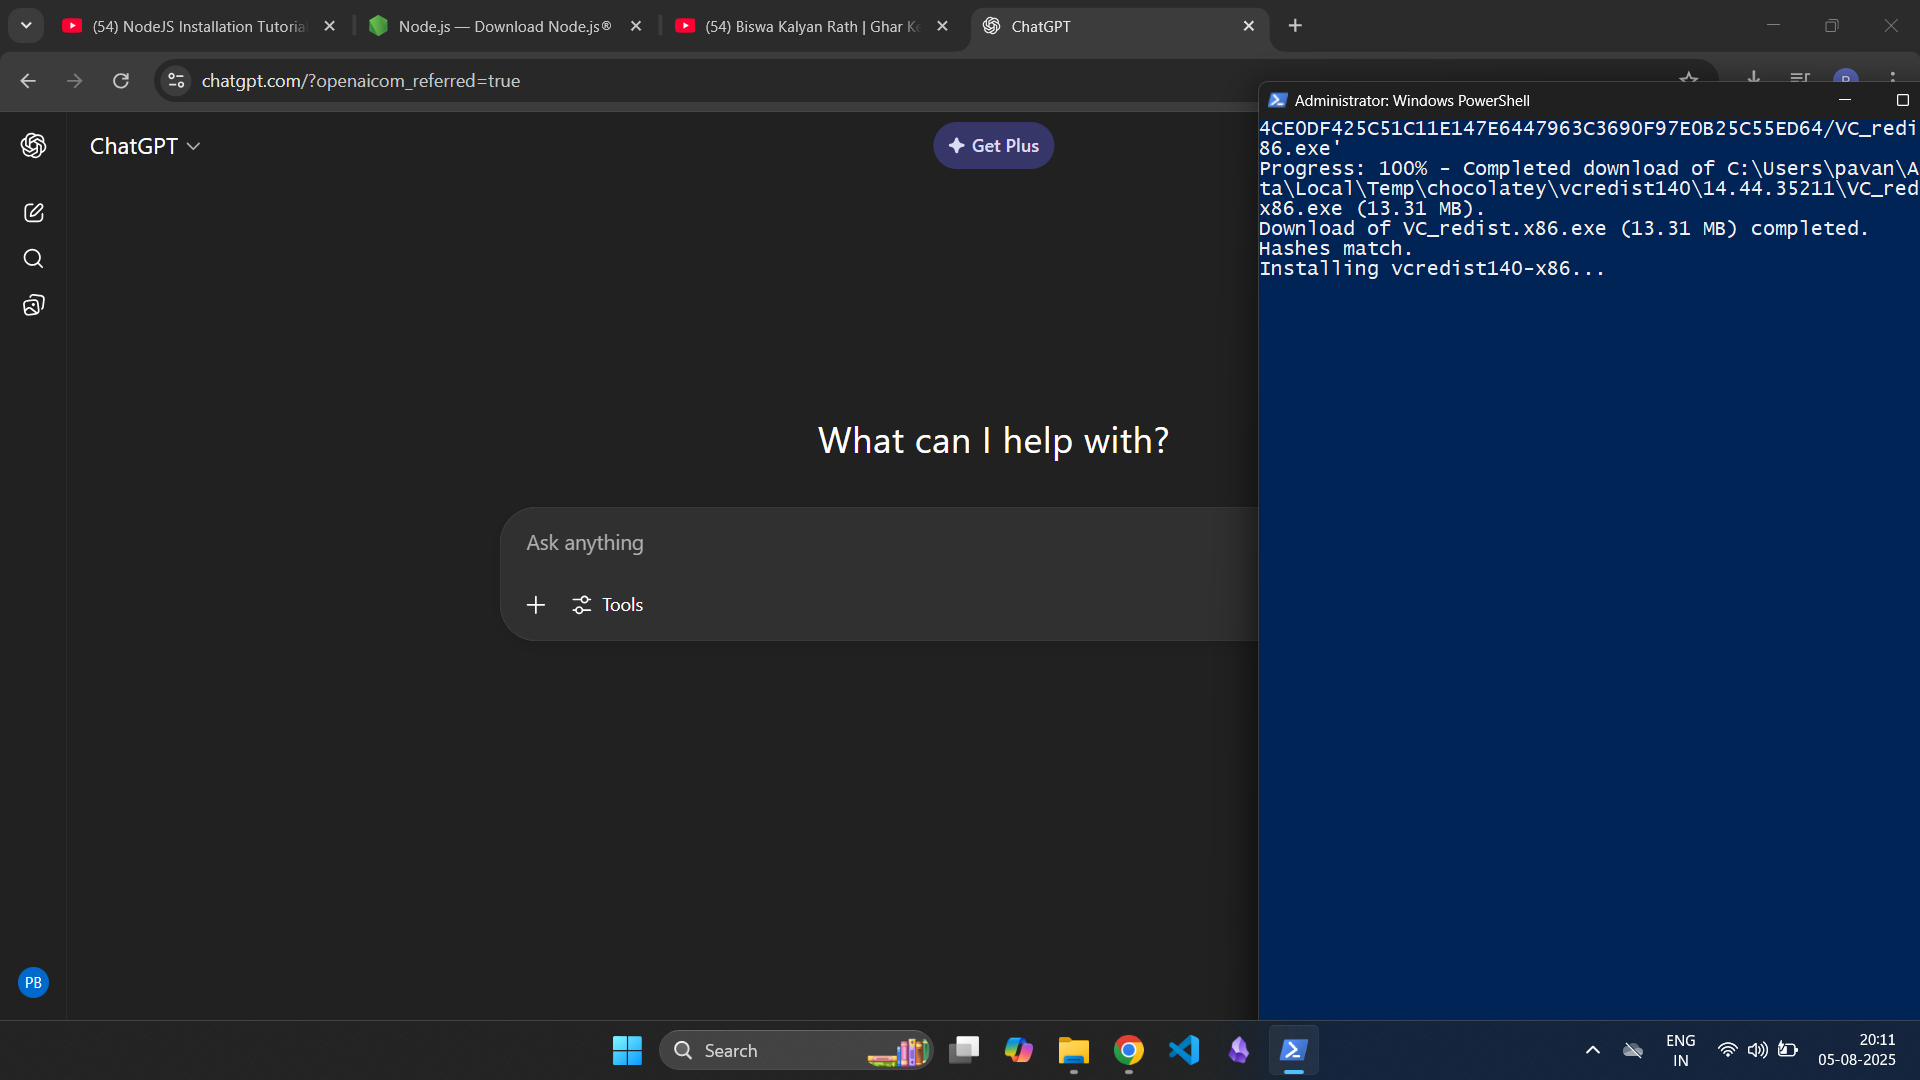 (54) NodeJS Installation Tutoria
Node.js — Download Node.js®
(54) Biswa Kalyan Rath | Ghar Ke
ChatGPT
chatgpt.com/?openaicom_referred=true
ChatGPT
Get Plus
What can I help with?
Ask anything
Tools
PB
Administrator: Windows PowerShell
4CE0DF425C51C11E147E6447963C3690F97E0B25C55ED64/VC_redi
86.exe'
Progress: 100% - Completed download of C:\Users\pavan\A
ta\Local\Temp\chocolatey\vcredist140\14.44.35211\VC_red
x86.exe (13.31 MB).
Download of VC_redist.x86.exe (13.31 MB) completed.
Hashes match.
Installing vcredist140-x86...
Search
ENG
IN
20:11
05-08-2025